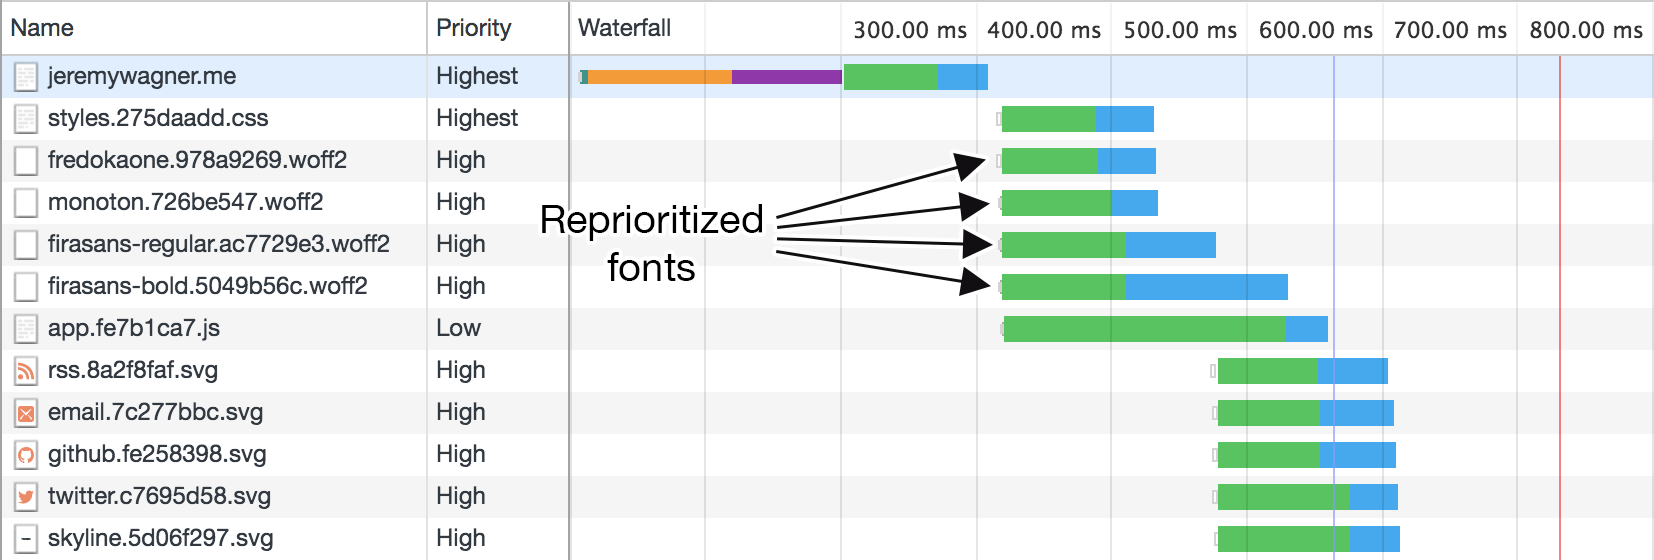 Name Priority Waterfall 300.00 ms 400.00 ms 500.00 ms 600.00 ms 700.00 ms 800.00 ms
jeremywagner.me Highest
styles.275daadd.css Highest
fredokaone.978a9269.woff2 High
monoton.726be547.woff2 High
Reprioritized
firasans-regular.ac7729e3.woff2 High
fonts
firasans-bold.5049b56c.woff2 High
app.fe7b1ca7.js Low
rss.8a2f8faf.svg High
email.7c277bbc.svg High
github.fe258398.svg High
twitter.c7695d58.svg High
skyline.5d06f297.svg High